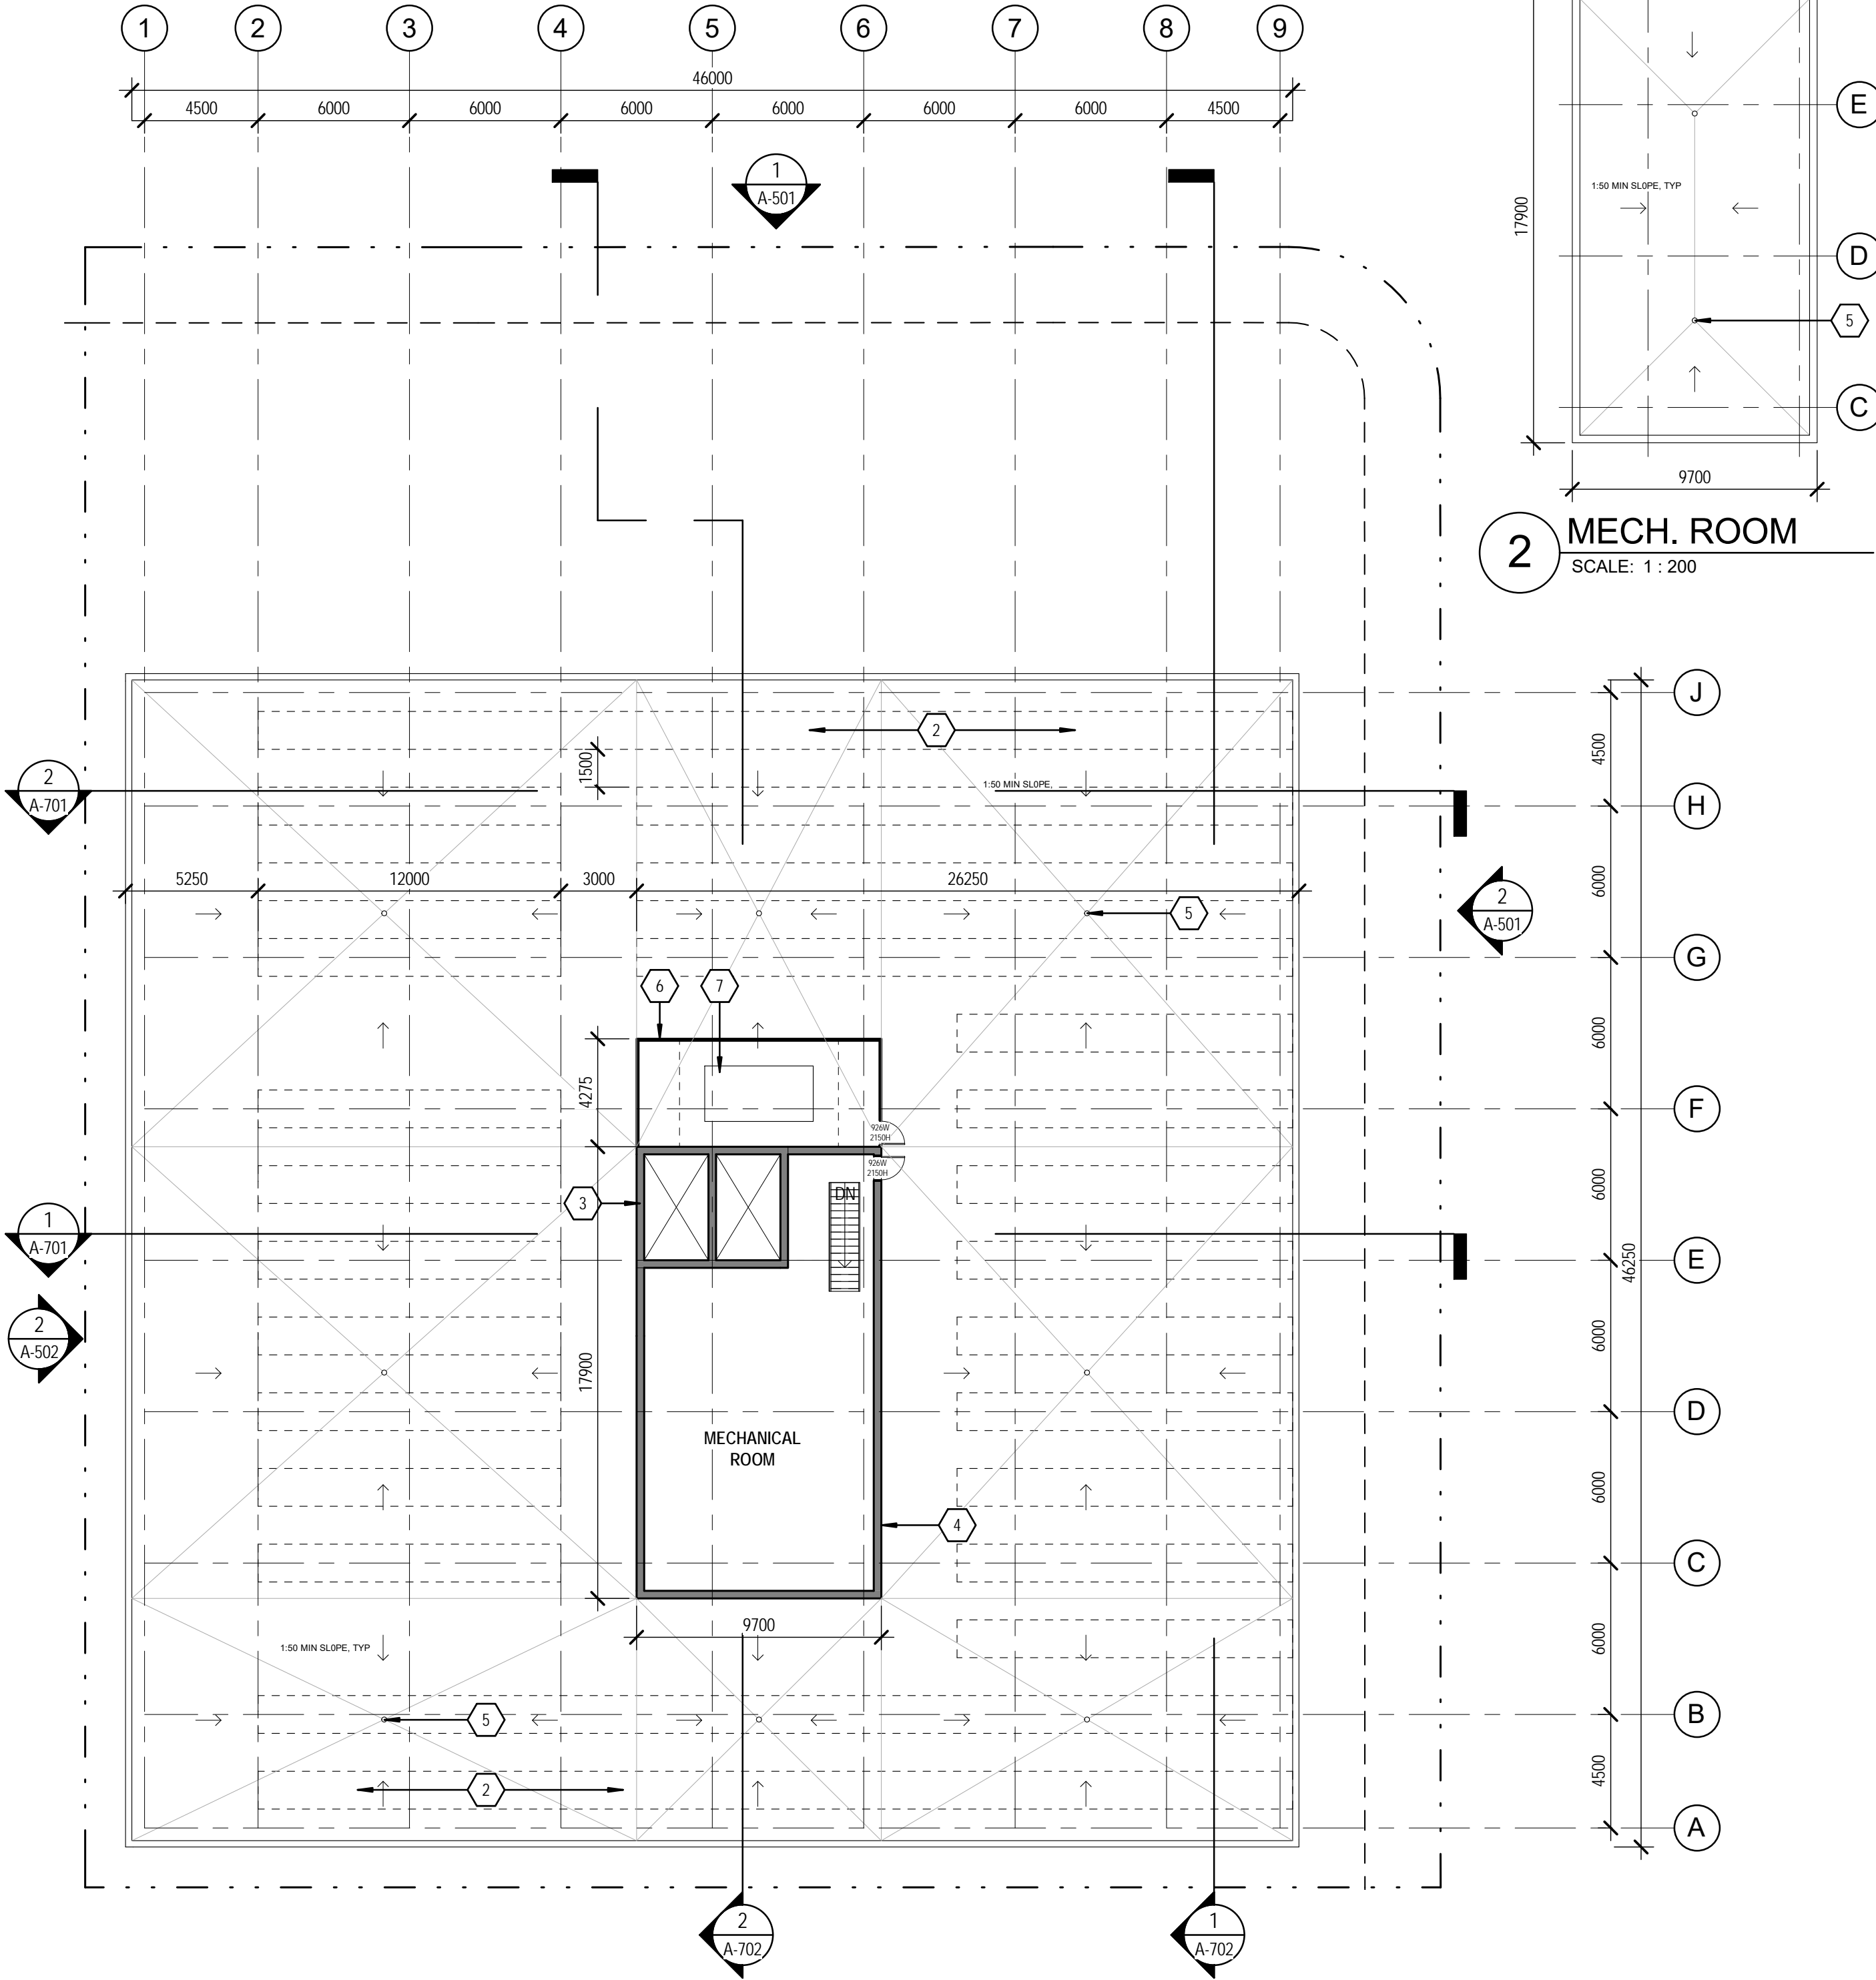 1 2 3 4 5 6 7 8 9
46000
4500 6000 6000 6000 6000 6000 6000 4500
1
A-501
E
1:50 MIN SLOPE, TYP
17900
D
5
C
9700
2 MECH. ROOM
SCALE: 1 : 200
J
2
1500
4500
2
A-701
1:50 MIN SLOPE,
H
5250 12000 3000 26250
6000
5
2
A-501
G
6 7
4275
6000
F
926W
2150H
926W
2150H
3
DN
6000
1
A-701
E
46250
2
A-502
17900
6000
D
MECHANICAL
ROOM
4
6000
C
9700
1:50 MIN SLOPE, TYP
6000
5
B
2
4500
A
2
A-702
1
A-702